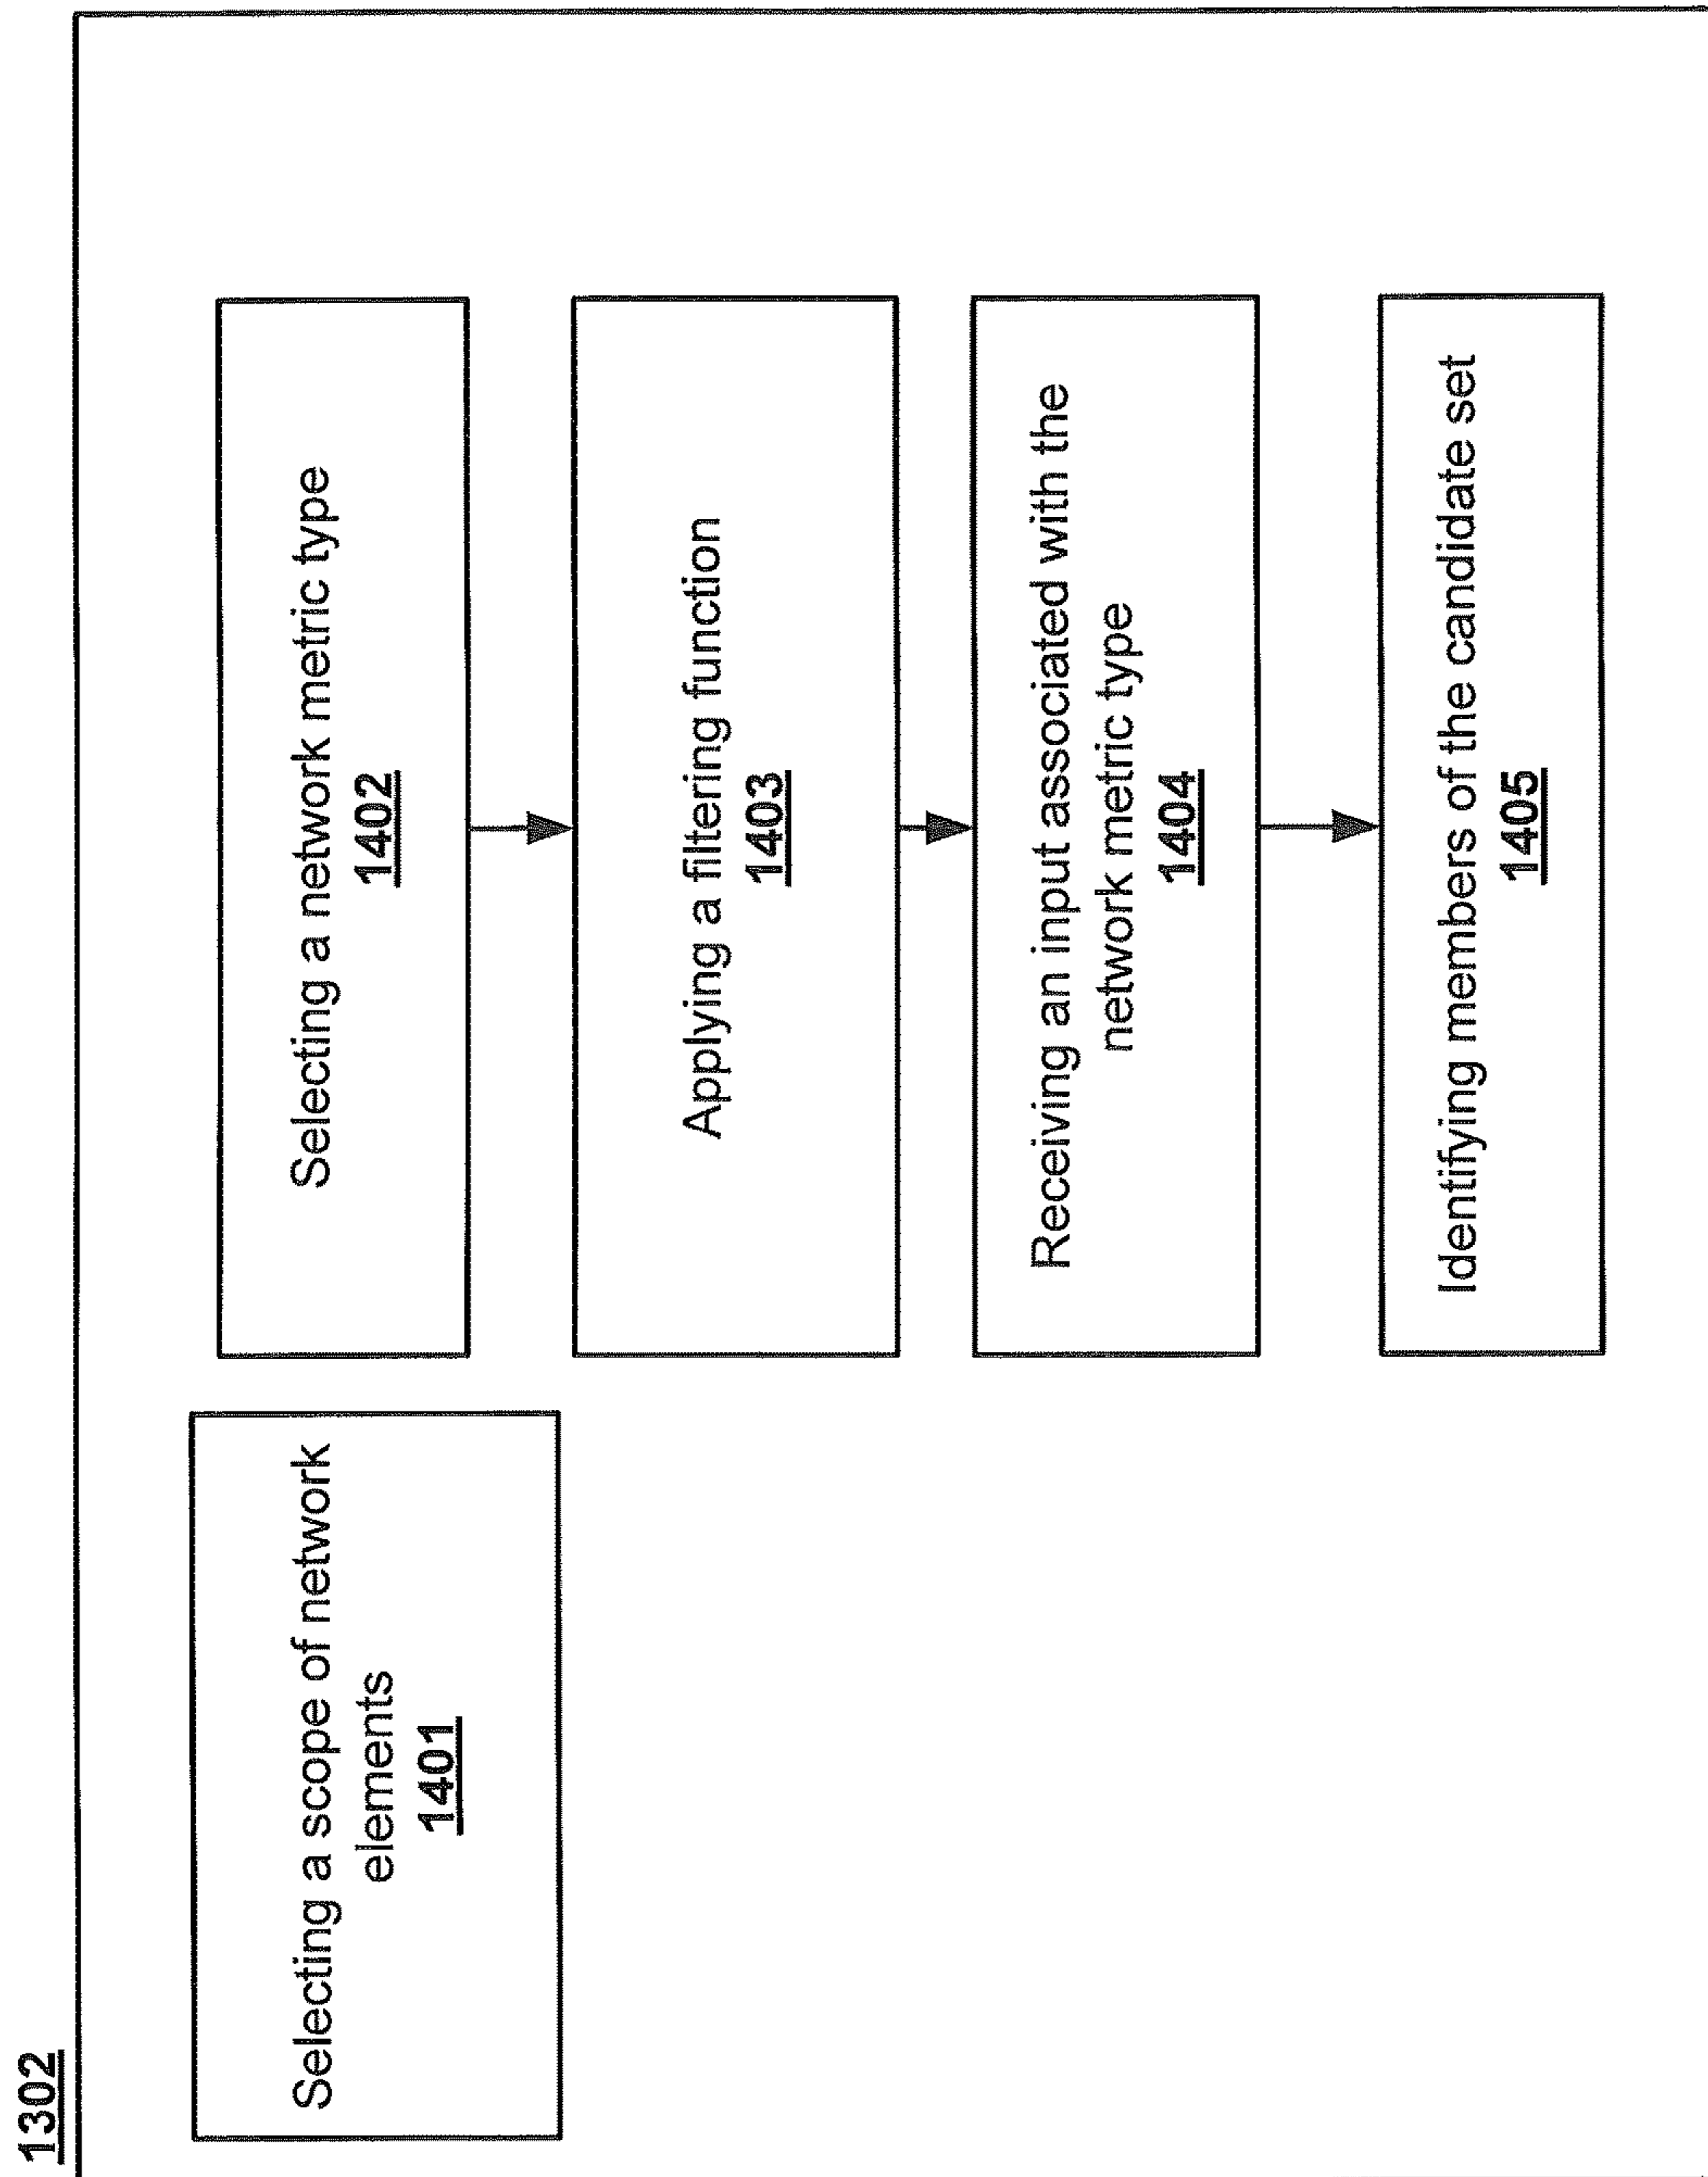 1302
Selecting a scope of network
elements
1401
Selecting a network metric type
1402
Applying a filtering function
1403
Receiving an input associated with the
network metric type
1404
Identifying members of the candidate set
1405